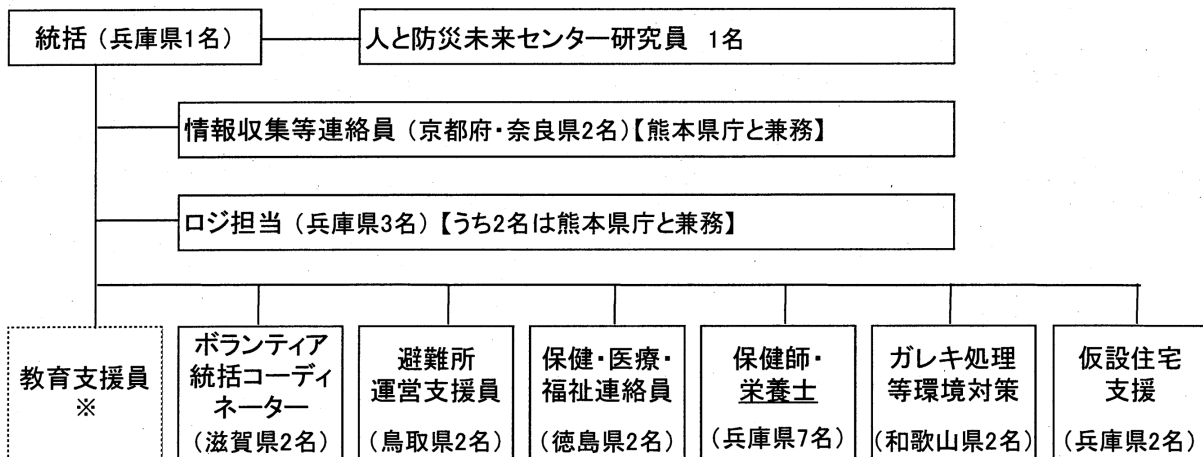 統括（兵庫県1名）
人と防災未来センター研究員 1名
情報収集等連絡員（京都府・奈良県2名）【熊本県庁と兼務】
ロジ担当（兵庫県3名）【うち2名は熊本県庁と兼務】
教育支援員
※
ボランティア
統括コーディ
ネーター
（滋賀県2名）
避難所
運営支援員
（鳥取県2名）
保健・医療・
福祉連絡員
（徳島県2名）
保健師・
栄養士
（兵庫県7名）
ガレキ処理
等環境対策
（和歌山県2名）
仮設住宅
支援
（兵庫県2名）